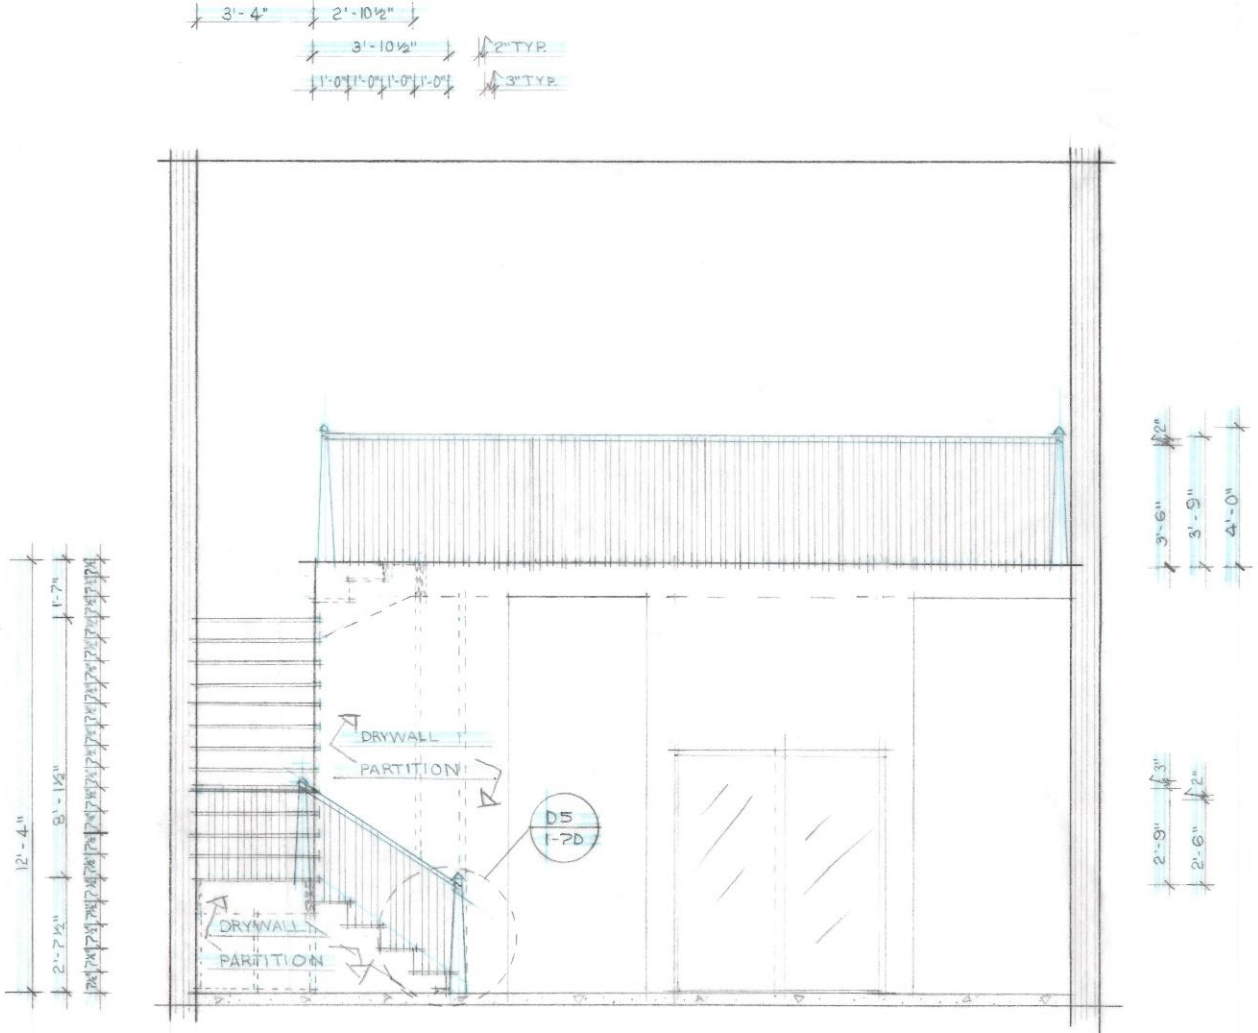 3'-4" 2'-10½"
3'-10½" 2" TYP.
1'-0" 1'-0" 1'-0" 1'-0" 3" TYP.
2"
3'-6"
3'-9"
4'-0"
12'-4"
1'-7"
8'-1½"
2'-7½"
DRYWALL
PARTITION
D5
1-7D
3"
2'-9"
2"
2'-6"
DRYWALL
PARTITION